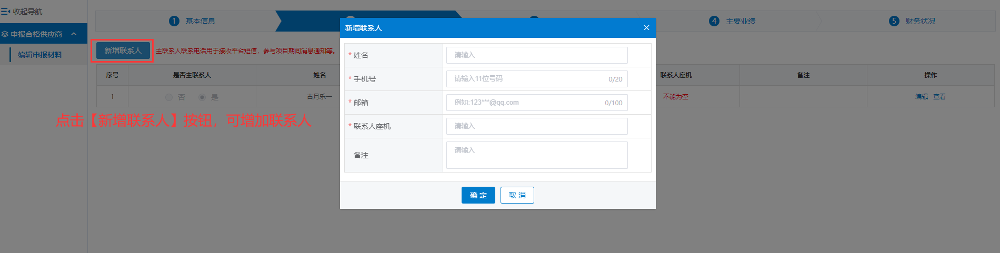 收起导航
申报合格供应商
编辑申报材料
1 基本信息
4 主要业绩
5 财务状况
新增联系人 主联系人联系电话用于接收平台短信，参与项目期间消息通知等。
序号 是否主联系人 姓名 联系人座机 备注 操作
1 否 是 古月乐一 不能为空 编辑 查看
点击【新增联系人】按钮，可增加联系人
新增联系人
* 姓名 请输入
* 手机号 请输入11位号码 0/20
* 邮箱 例如:123***@qq.com 0/100
* 联系人座机 请输入
备注 请输入
确 定 取 消